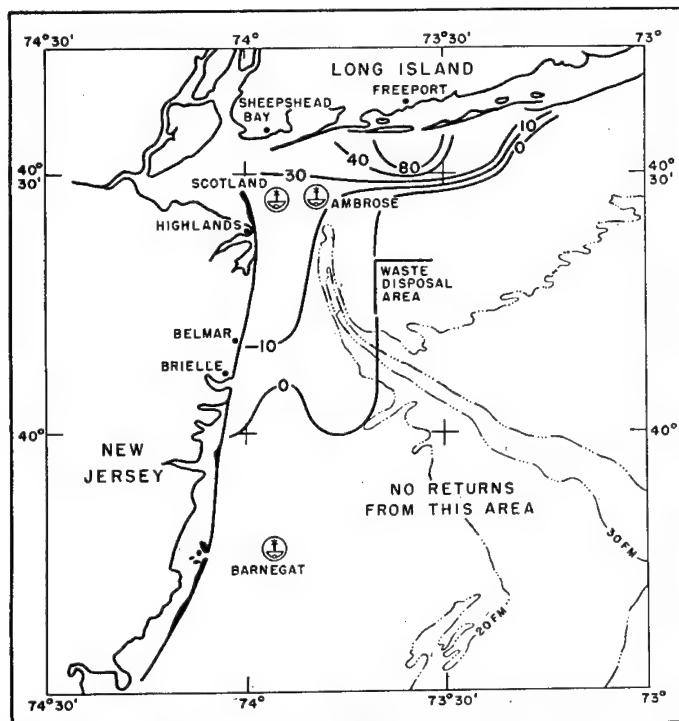 74° 30' 74° 73° 30' 73°
LONG ISLAND
FREEPORT
SHEEPSHEAD
BAY
10
0
40
80
40° 30'
30
40° 30'
SCOTLAND
AMBROSE
HIGHLANDS
WASTE
DISPOSAL
AREA
BELMAR
10
BRIELLE
0
40°
40°
NEW
JERSEY
NO RETURNS
FROM THIS AREA
30 FM
BARNEGAT
20 FM
74° 30' 74° 73° 30' 73°